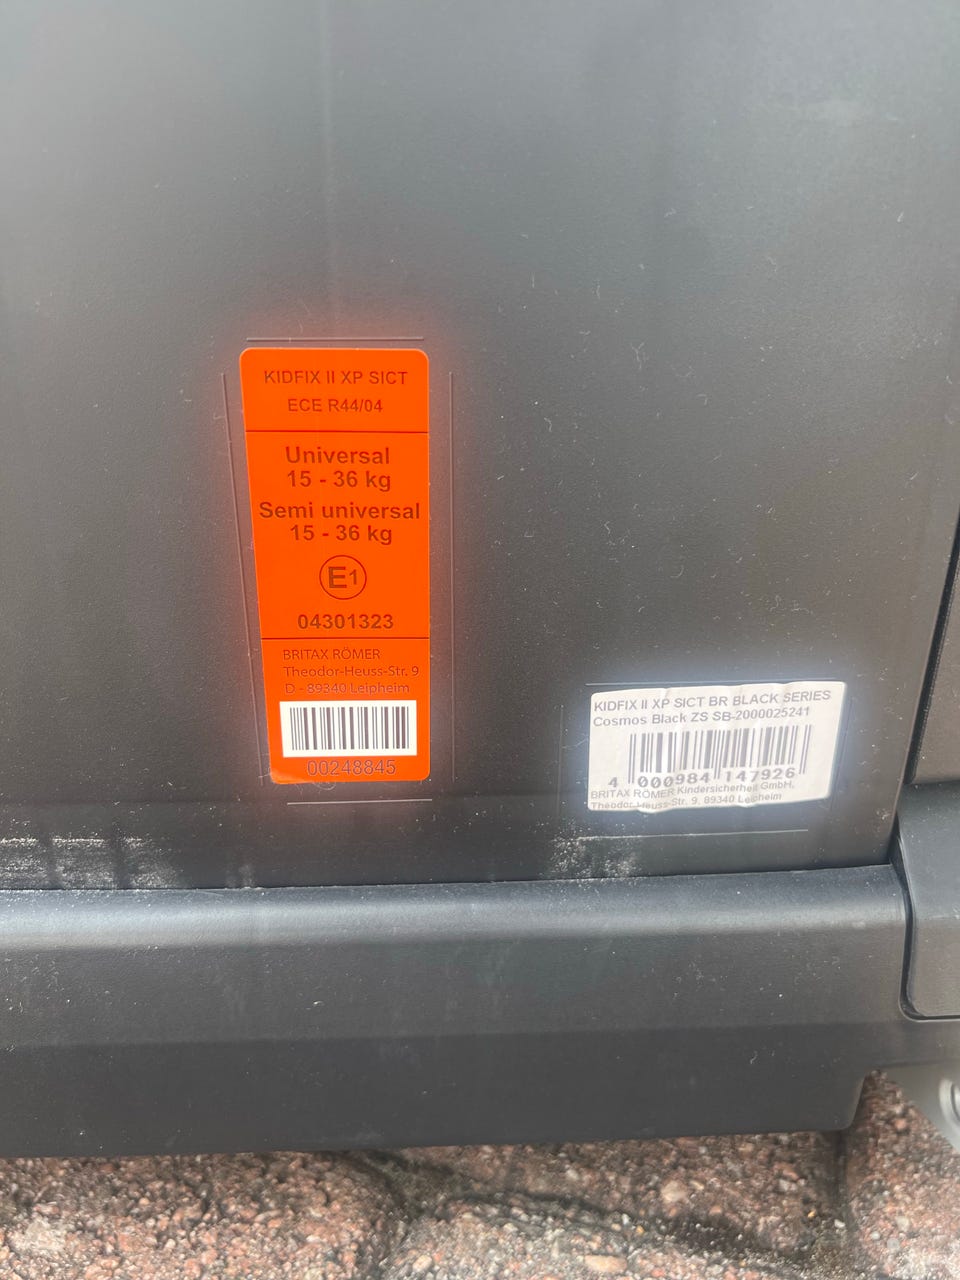 KIDFIX II XP SICT
ECE R44/04
Universal
15 - 36 kg
Semi universal
15 - 36 kg
E1
04301323
BRITAX RÖMER
Theodor-Heuss-Str. 9
D - 89340 Leipheim
00248845
KIDFIX II XP SICT BR BLACK SERIES
Cosmos Black ZS SB-2000025241
4 000984 147926
BRITAX RÖMER Kindersicherheit GmbH,
Theodor-Heuss-Str. 9, 89340 Leipheim